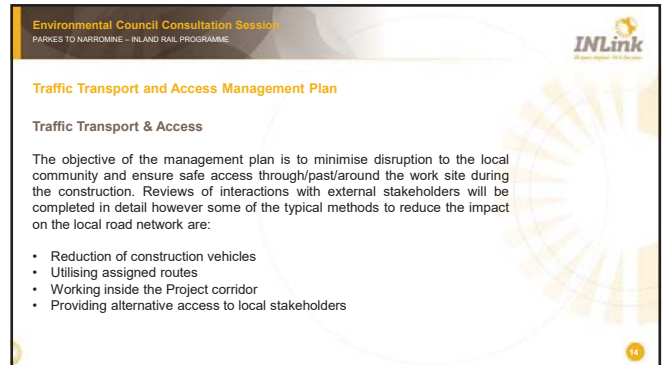 Environmental Council Consultation Session
PARKES TO NARROMINE – INLAND RAIL PROGRAMME
INLink
Traffic Transport and Access Management Plan
Traffic Transport & Access
The objective of the management plan is to minimise disruption to the local
community and ensure safe access through/past/around the work site during
the construction. Reviews of interactions with external stakeholders will be
completed in detail however some of the typical methods to reduce the impact
on the local road network are:
• Reduction of construction vehicles
• Utilising assigned routes
• Working inside the Project corridor
• Providing alternative access to local stakeholders
14